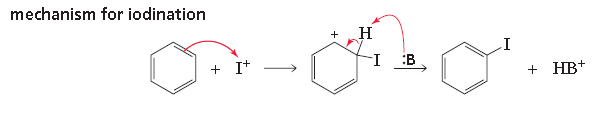 mechanism for iodination
+ I⁺ + H I :B I + HB⁺